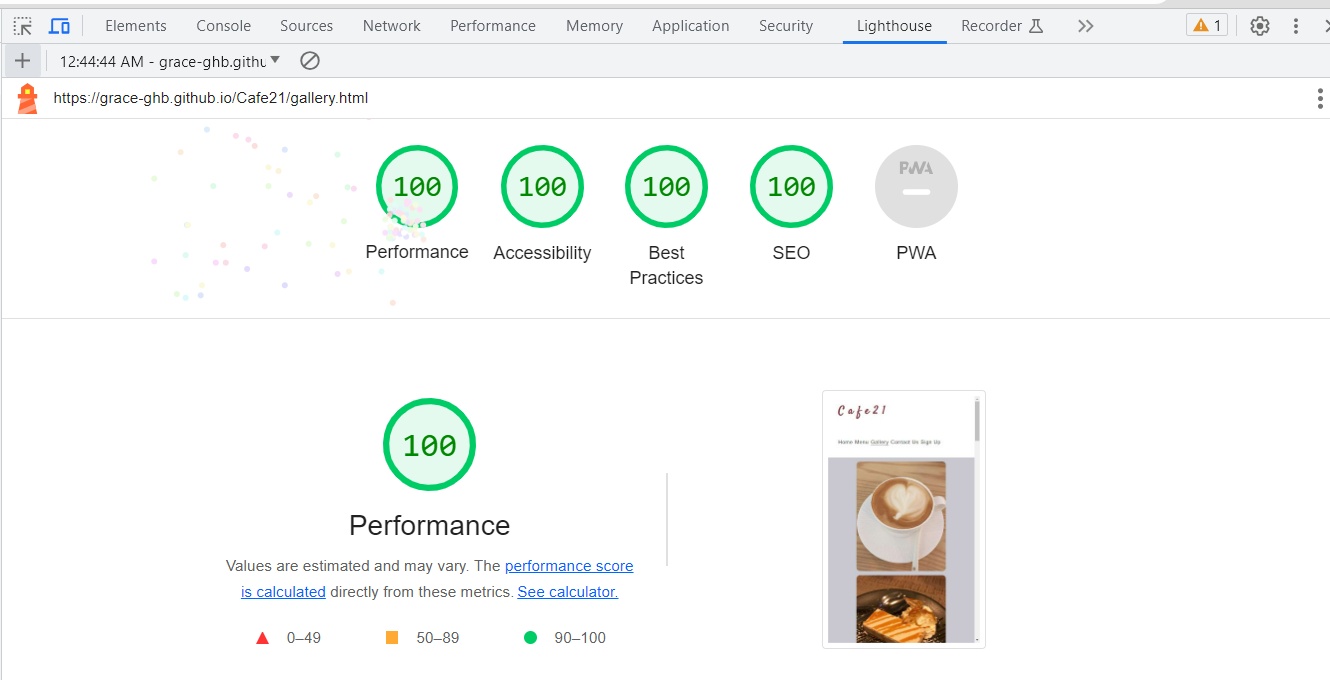 Elements Console Sources Network Performance Memory Application Security Lighthouse Recorder 1
12:44:44 AM - grace-ghb.githu
https://grace-ghb.github.io/Cafe21/gallery.html
100 100 100 100 PWA
Performance Accessibility Best Practices SEO PWA
100
Performance
Values are estimated and may vary. The performance score
is calculated directly from these metrics. See calculator.
0–49 50–89 90–100
Cafe21
Home Menu Gallery Contact Us Sign Up